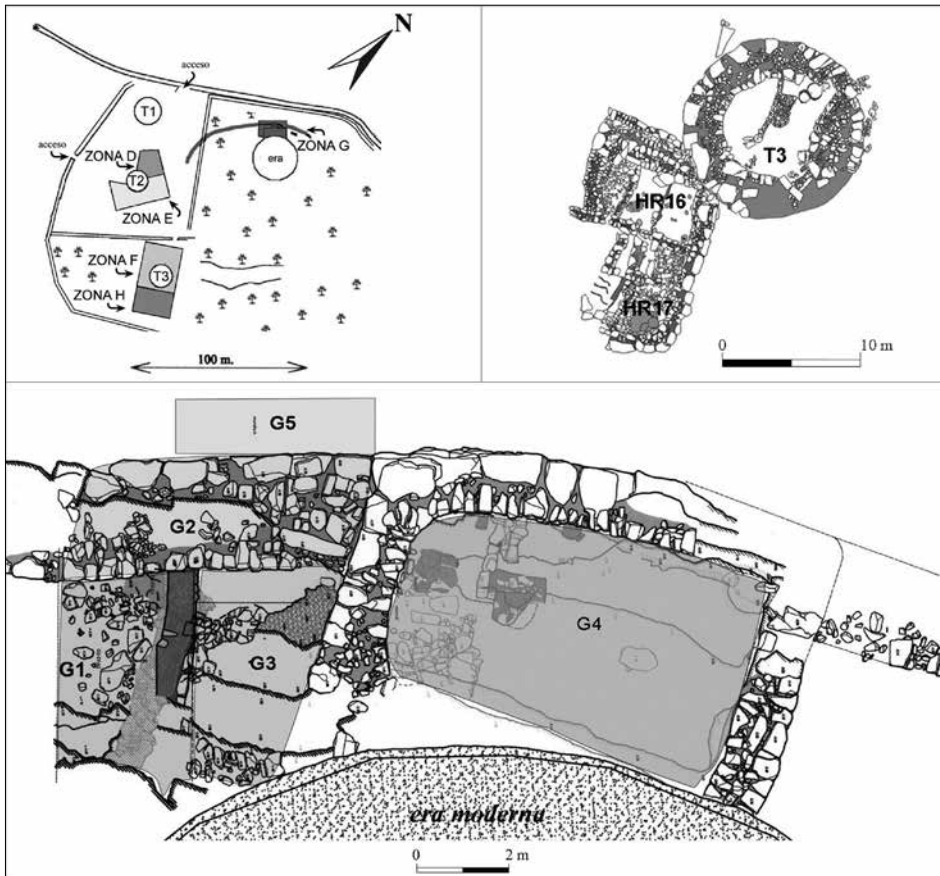 N
acceso
T1
acceso
ZONA D
T2
ZONA E
ZONA G
era
ZONA F
T3
ZONA H
100 m.
T3
HR16
HR17
0 10 m
G5
G2
G1
G3
G4
era moderna
0 2 m